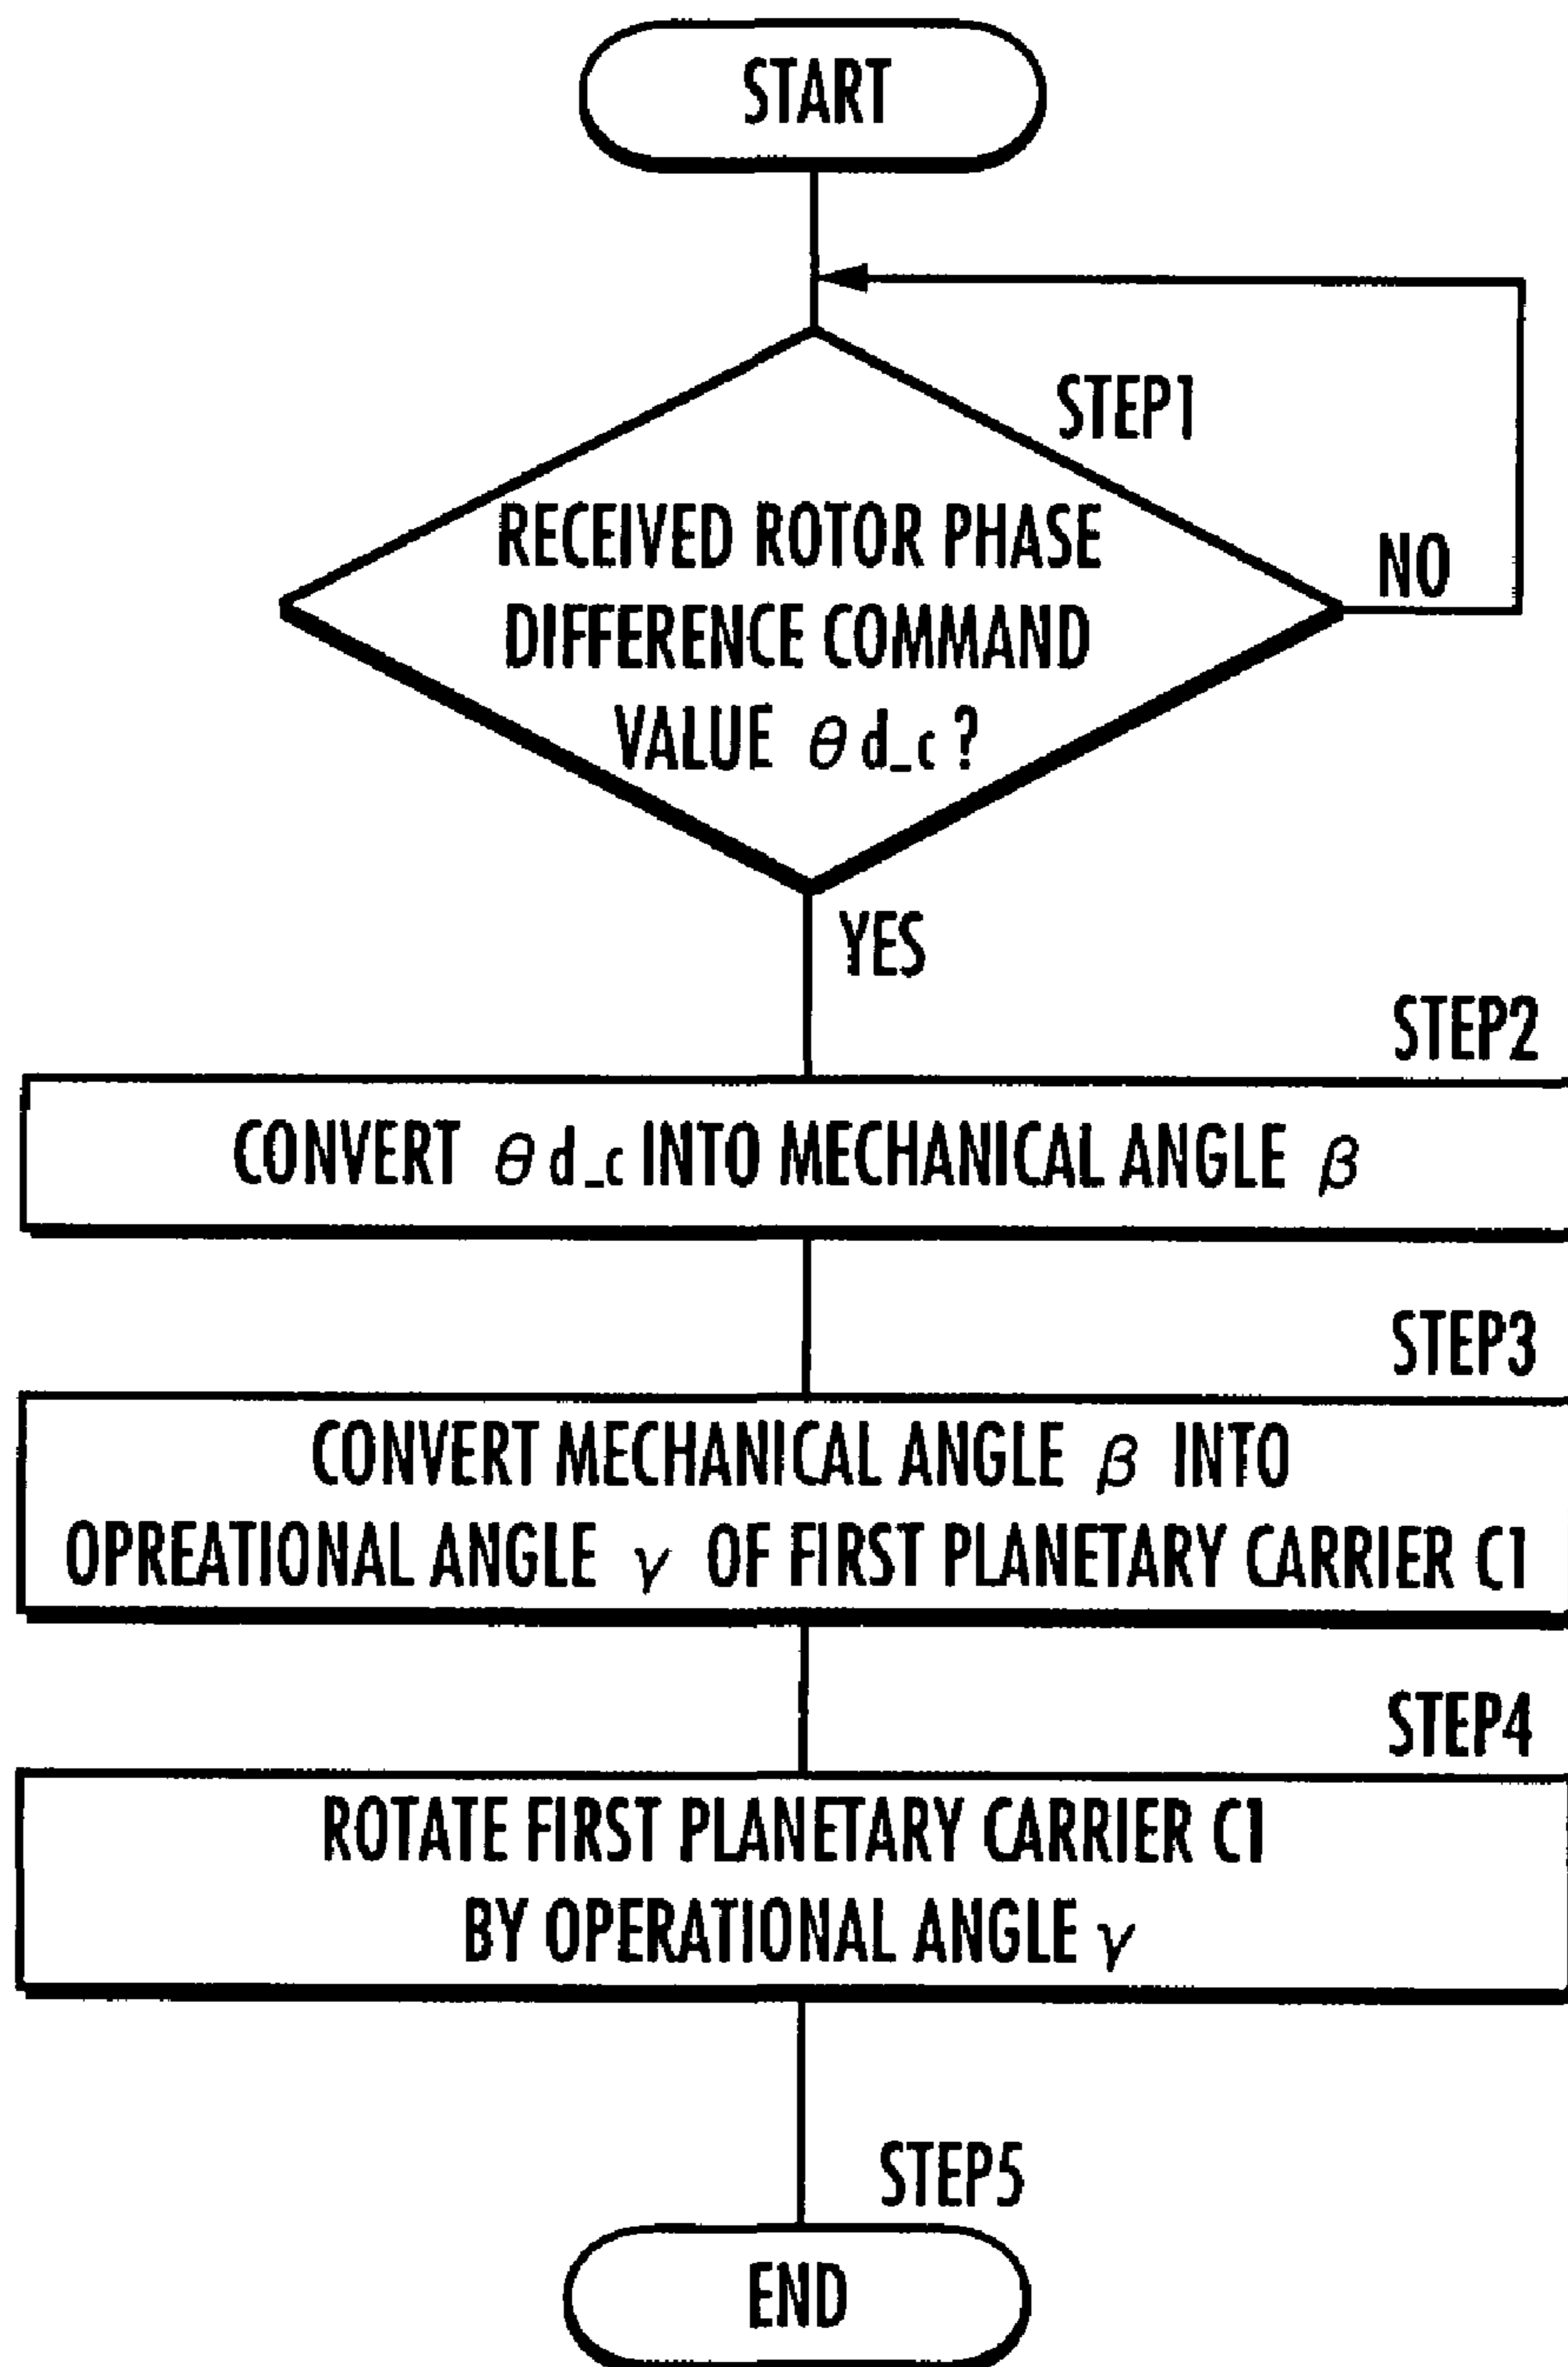 START
STEP1
RECEIVED ROTOR PHASE
DIFFERENCE COMMAND
VALUE θd_c?
NO
YES
STEP2
CONVERT θd_c INTO MECHANICAL ANGLE β
STEP3
CONVERT MECHANICAL ANGLE β INTO
OPREATIONAL ANGLE γ OF FIRST PLANETARY CARRIER C1
STEP4
ROTATE FIRST PLANETARY CARRIER C1
BY OPERATIONAL ANGLE γ
STEP5
END